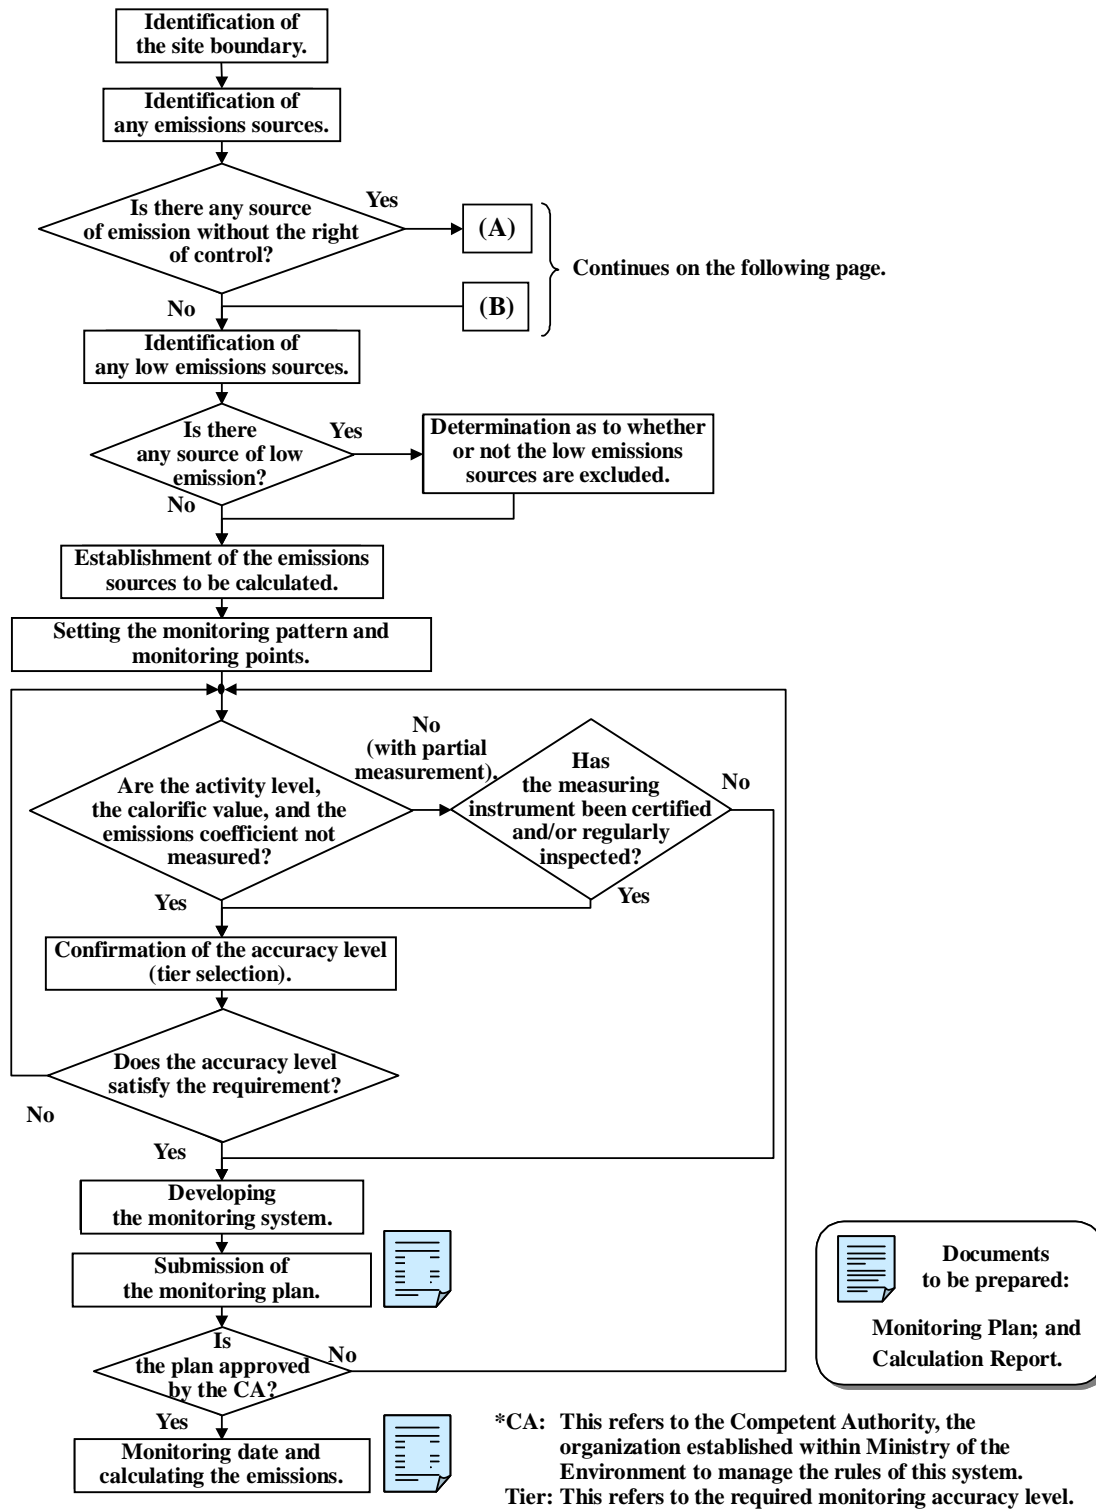 Identification of
the site boundary.
Identification of
any emissions sources.
Is there any source
of emission without the right
of control?
Yes
(A)
Continues on the following page.
No
(B)
Identification of
any low emissions sources.
Is there
any source of low
emission?
Yes
Determination as to whether
or not the low emissions
sources are excluded.
No
Establishment of the emissions
sources to be calculated.
Setting the monitoring pattern and
monitoring points.
Are the activity level,
the calorific value, and the
emissions coefficient not
measured?
No
(with partial
measurement).
Has
the measuring
instrument been certified
and/or regularly
inspected?
No
Yes
Yes
Confirmation of the accuracy level
(tier selection).
Does the accuracy level
satisfy the requirement?
No
Yes
Developing
the monitoring system.
Submission of
the monitoring plan.
Is
the plan approved
by the CA?
No
Yes
Monitoring date and
calculating the emissions.
Documents
to be prepared:
Monitoring Plan; and
Calculation Report.
*CA: This refers to the Competent Authority, the
organization established within Ministry of the
Environment to manage the rules of this system.
Tier: This refers to the required monitoring accuracy level.